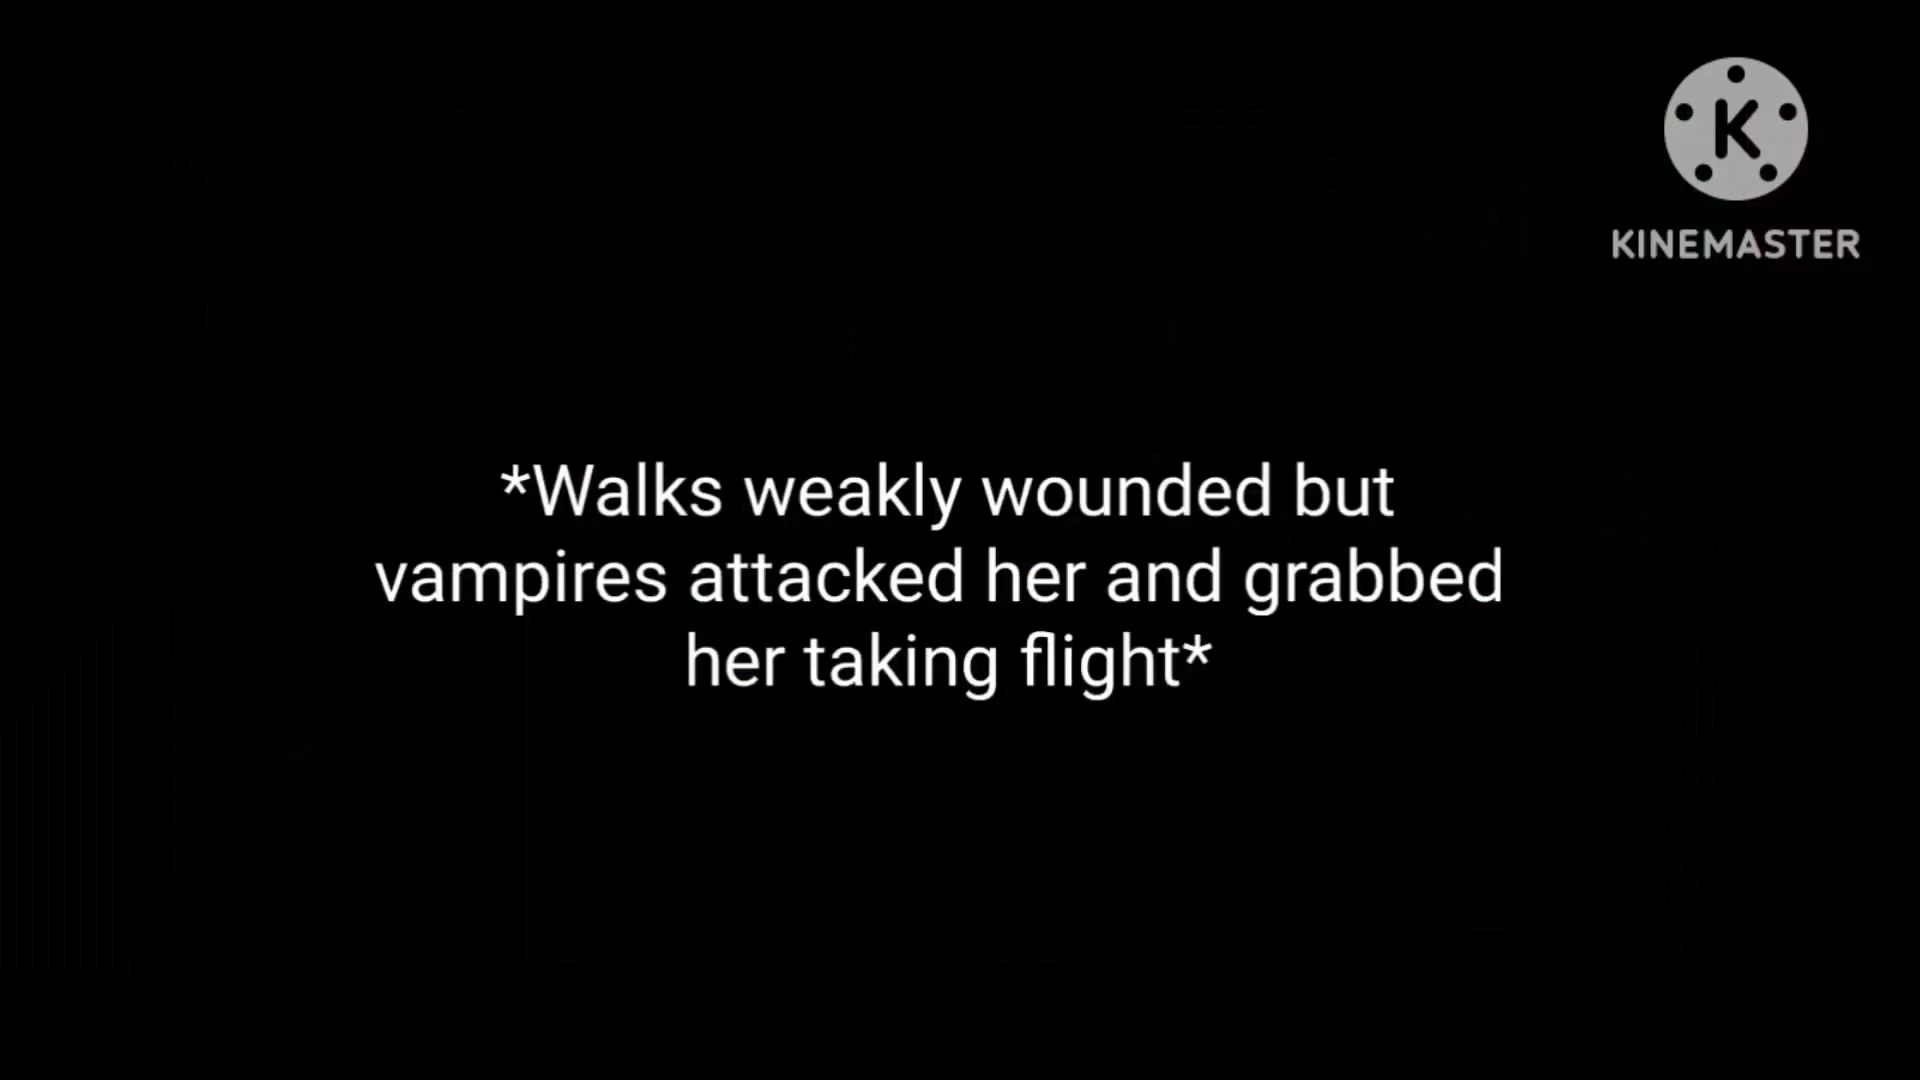 K
KINEMASTER
*Walks weakly wounded but
vampires attacked her and grabbed
her taking flight*